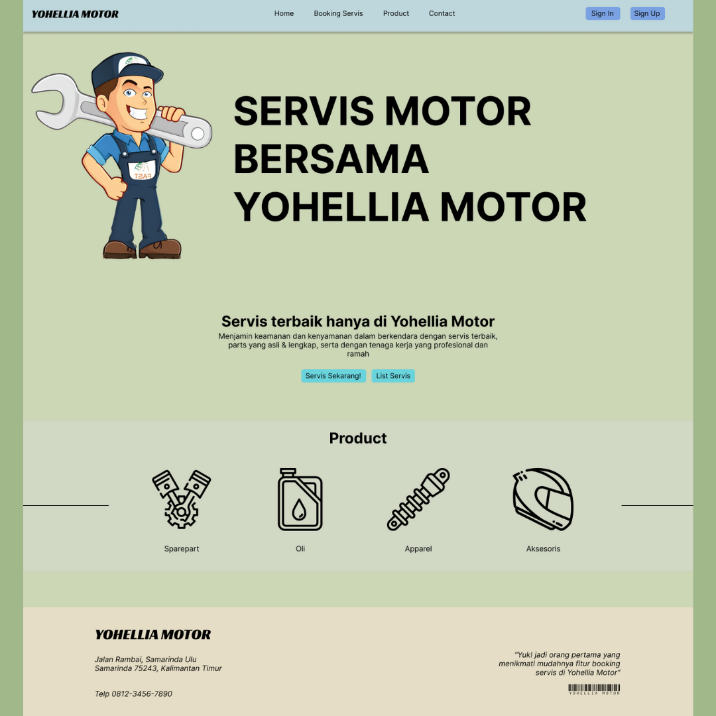 YOHELLIA MOTOR
Home Booking Servis Product Contact
Sign In Sign Up
SERVIS MOTOR
BERSAMA
YOHELLIA MOTOR
Servis terbaik hanya di Yohellia Motor
Menjamin keamanan dan kenyamanan dalam berkendara dengan servis terbaik,
parts yang asli & lengkap, serta dengan tenaga kerja yang profesional dan
ramah
Servis Sekarang! List Servis
Product
Sparepart Oli Apparel Aksesoris
YOHELLIA MOTOR
Jalan Rambai, Samarinda Ulu
Samarinda 75243, Kalimantan Timur
Telp 0812-3456-7890
"Yuk! jadi orang pertama yang
menikmati mudahnya fitur booking
servis di Yohellia Motor"
YOHELLIA MOTOR